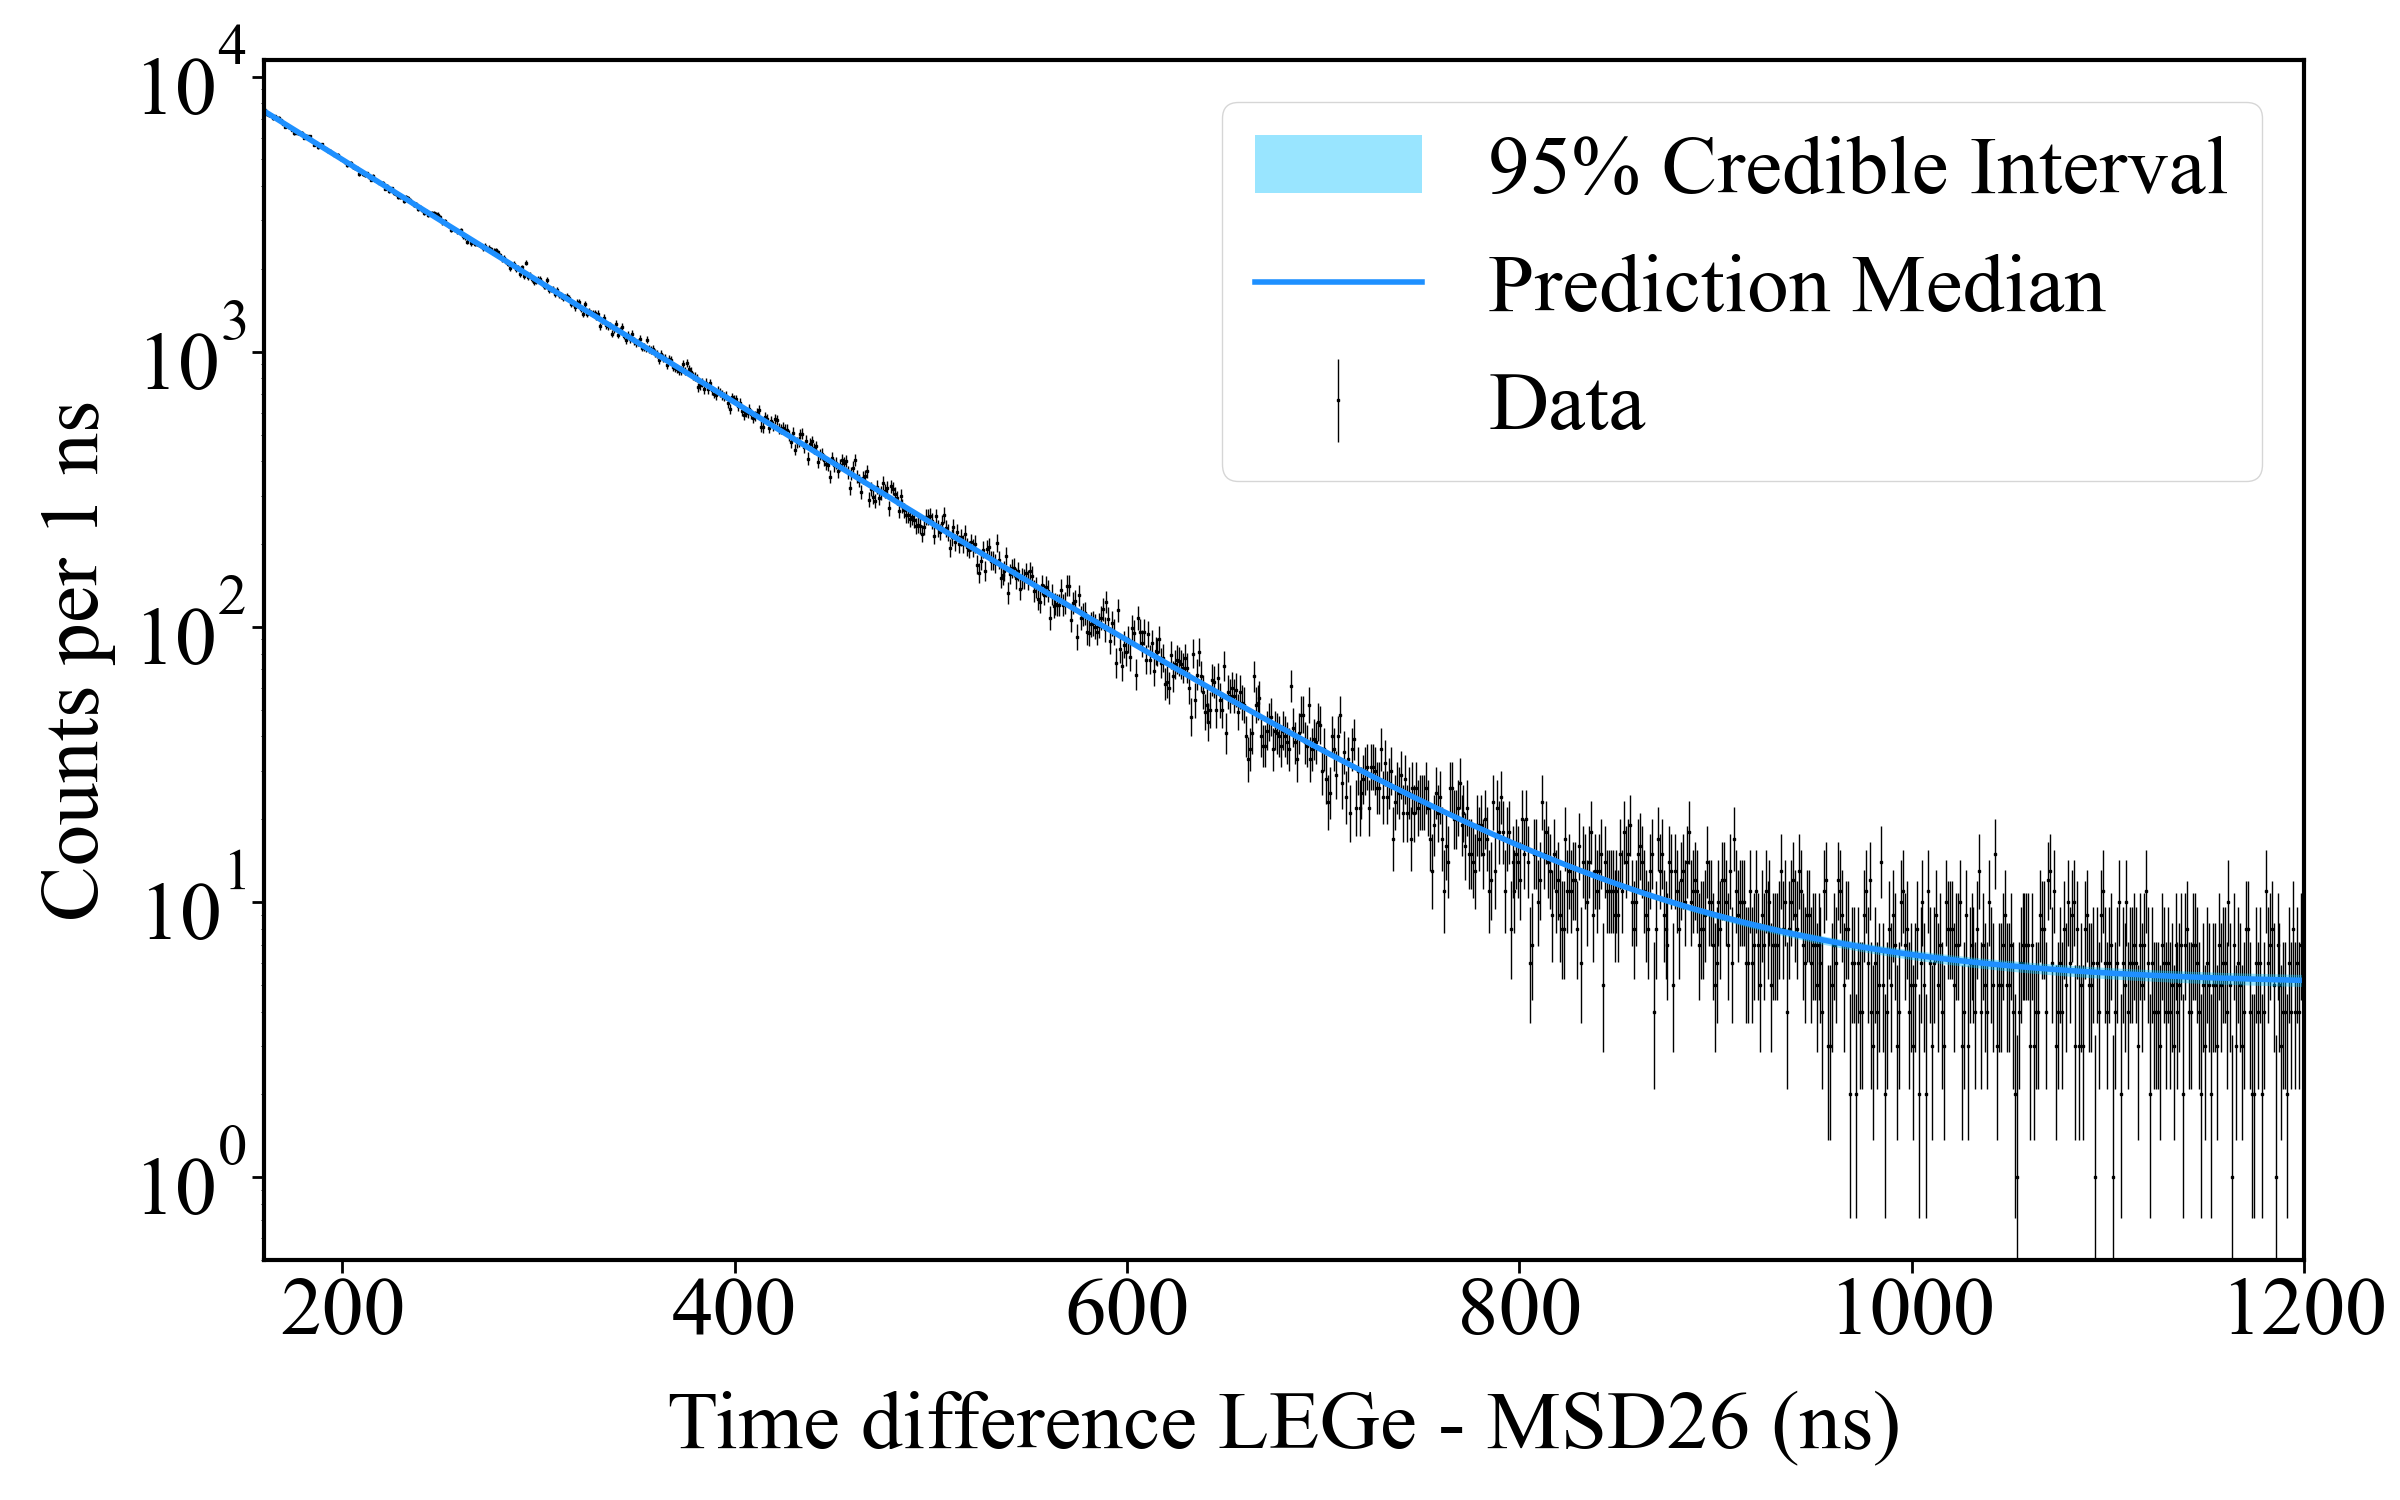 95% Credible Interval
Prediction Median
Data
Counts per 1 ns
10^4
10^3
10^2
10^1
10^0
200 400 600 800 1000 1200
Time difference LEGe - MSD26 (ns)